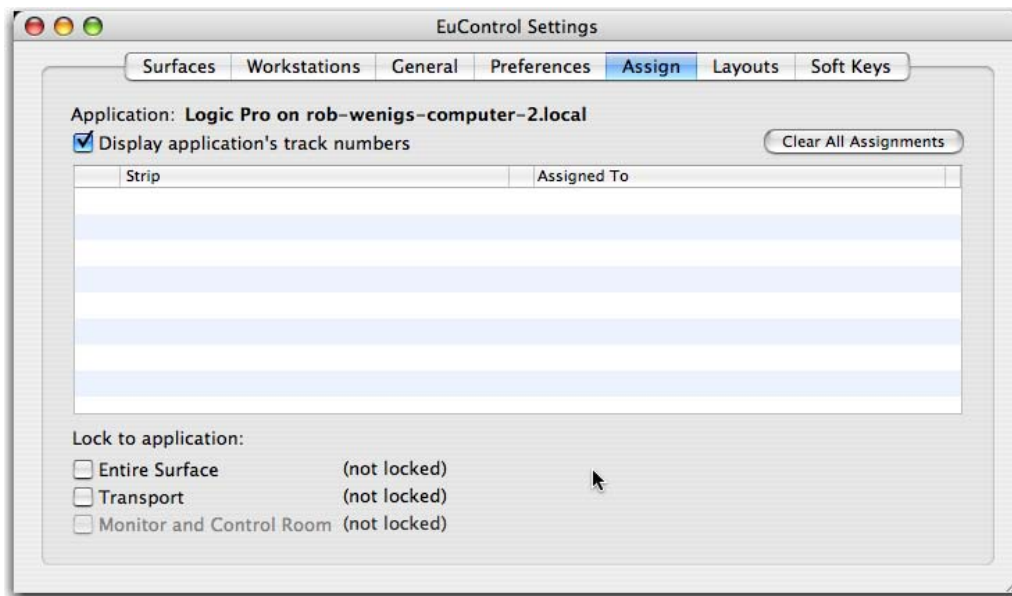 EuControl Settings
Surfaces Workstations General Preferences Assign Layouts Soft Keys
Application: Logic Pro on rob-wenigs-computer-2.local
Display application's track numbers
Clear All Assignments
Strip Assigned To
Lock to application:
Entire Surface (not locked)
Transport (not locked)
Monitor and Control Room (not locked)